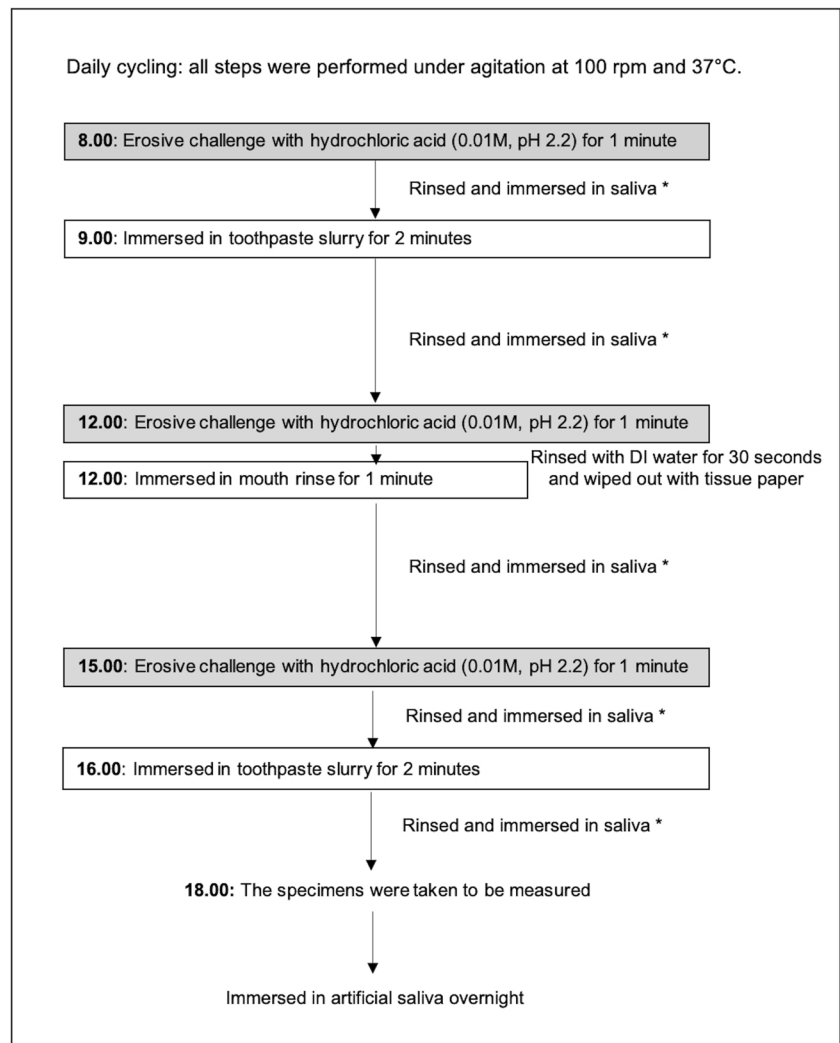 Daily cycling: all steps were performed under agitation at 100 rpm and 37°C.
8.00: Erosive challenge with hydrochloric acid (0.01M, pH 2.2) for 1 minute
Rinsed and immersed in saliva *
9.00: Immersed in toothpaste slurry for 2 minutes
Rinsed and immersed in saliva *
12.00: Erosive challenge with hydrochloric acid (0.01M, pH 2.2) for 1 minute
Rinsed with DI water for 30 seconds
and wiped out with tissue paper
12.00: Immersed in mouth rinse for 1 minute
Rinsed and immersed in saliva *
15.00: Erosive challenge with hydrochloric acid (0.01M, pH 2.2) for 1 minute
Rinsed and immersed in saliva *
16.00: Immersed in toothpaste slurry for 2 minutes
Rinsed and immersed in saliva *
18.00: The specimens were taken to be measured
Immersed in artificial saliva overnight